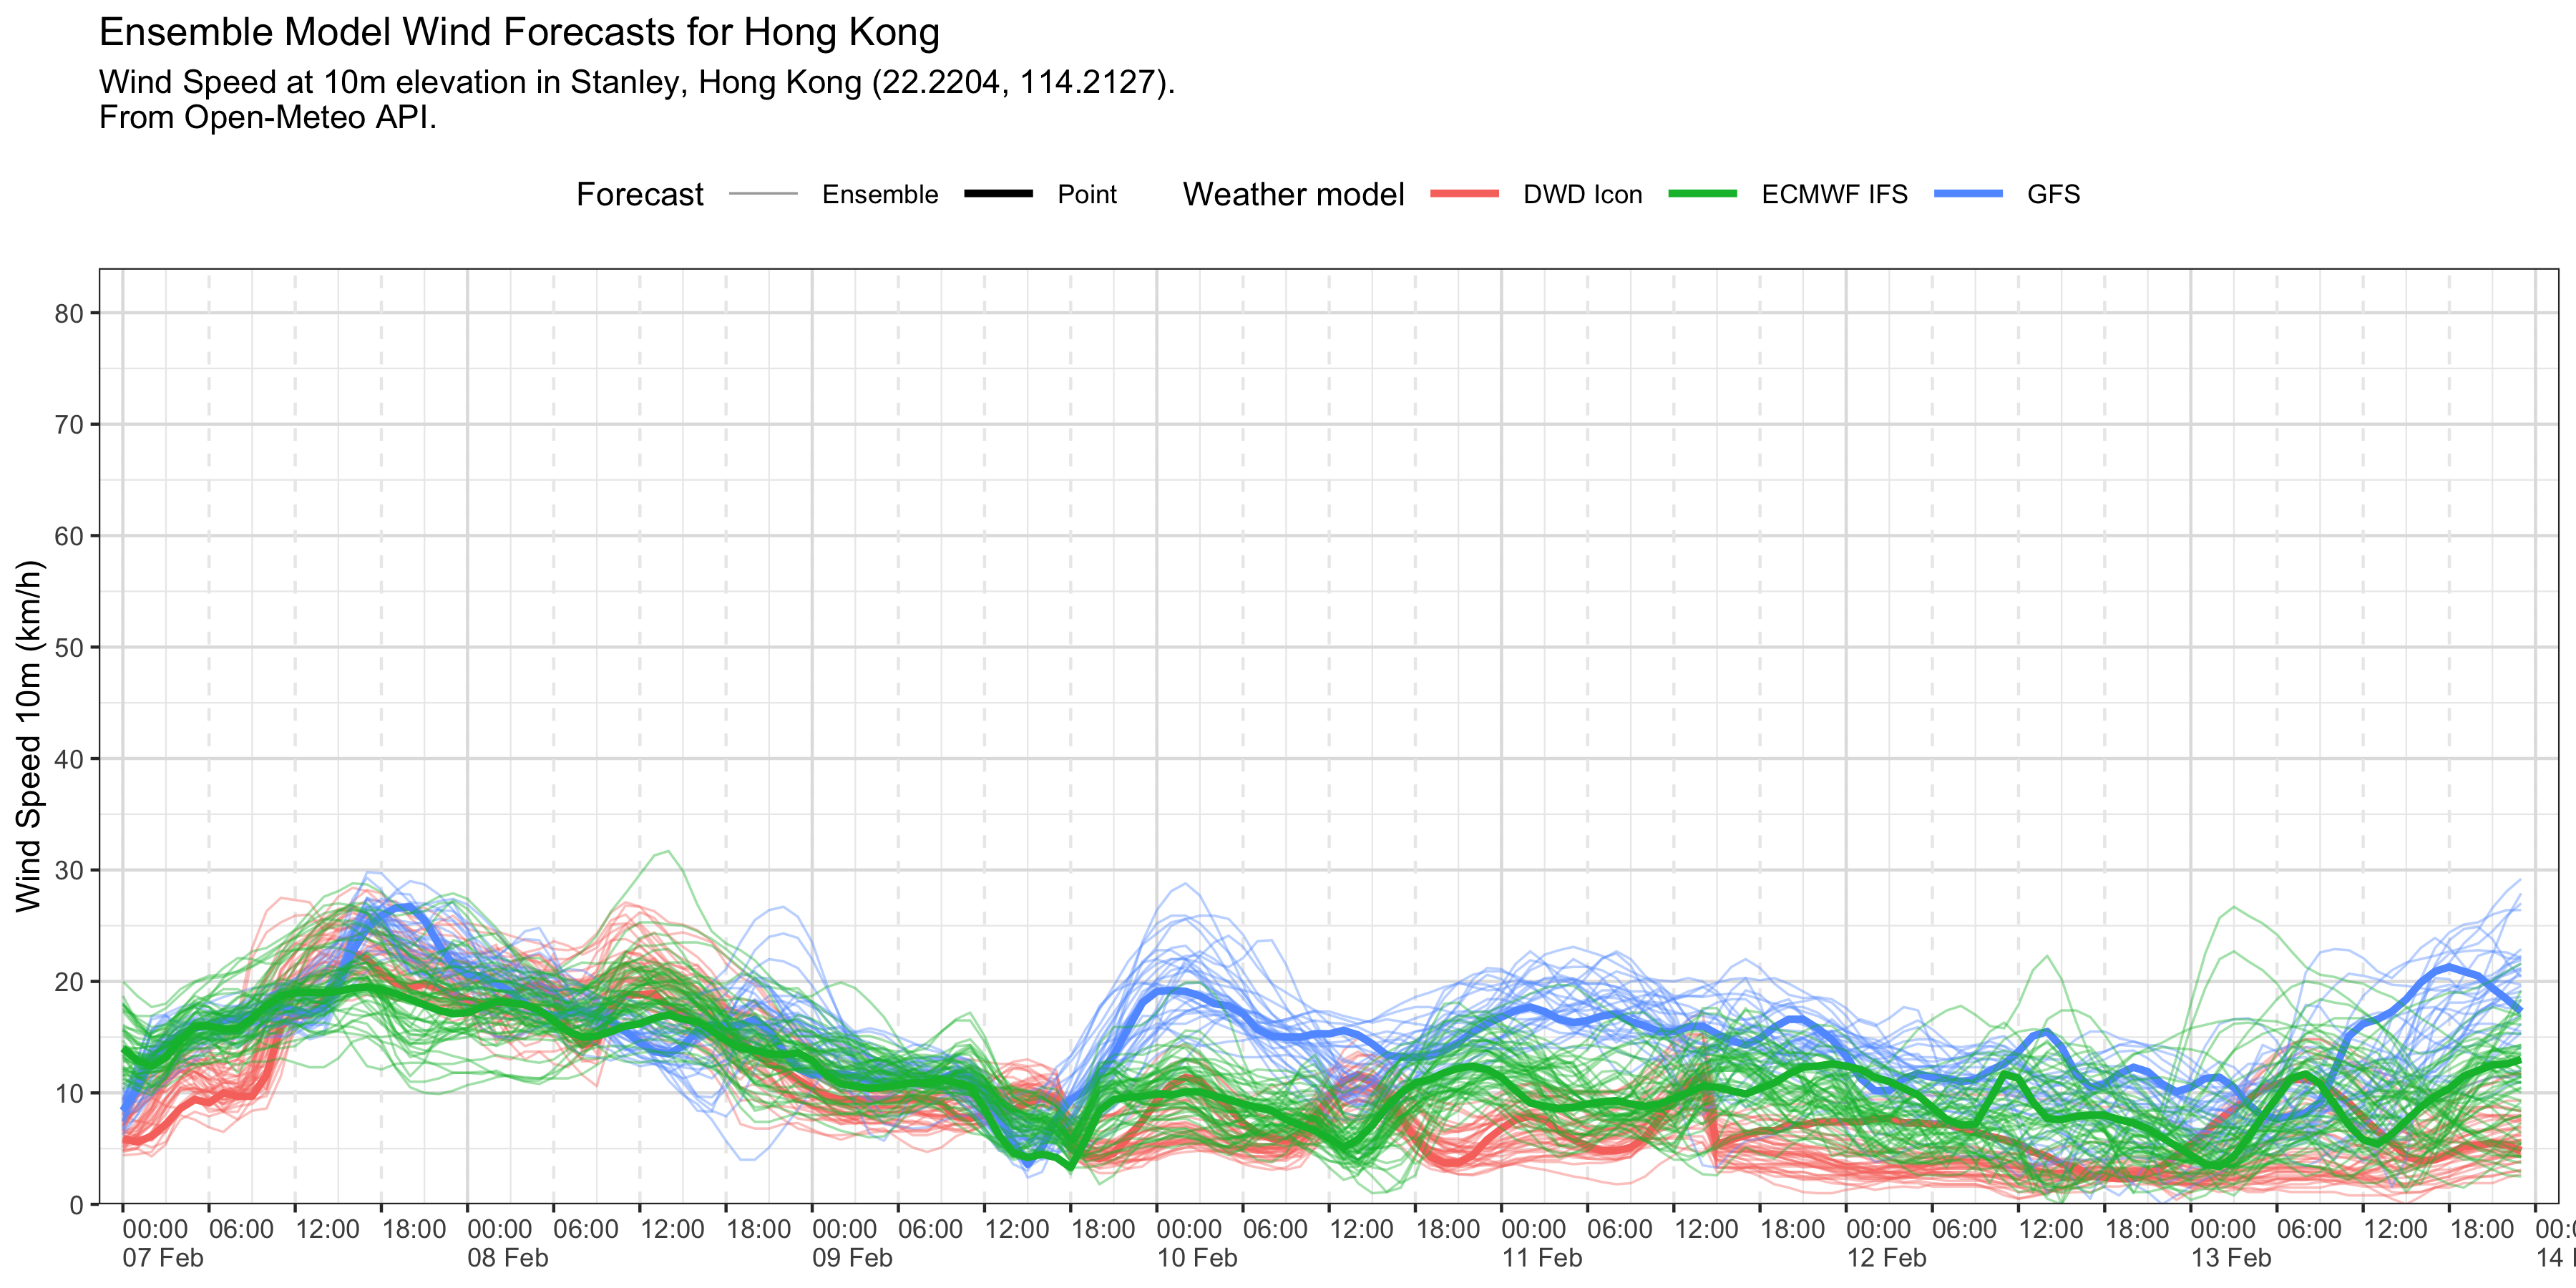 Ensemble Model Wind Forecasts for Hong Kong
Wind Speed at 10m elevation in Stanley, Hong Kong (22.2204, 114.2127).
From Open-Meteo API.
Forecast Ensemble Point Weather model DWD Icon ECMWF IFS GFS
Wind Speed 10m (km/h)
80
70
60
50
40
30
20
10
0
00:00 06:00 12:00 18:00 00:00 06:00 12:00 18:00 00:00 06:00 12:00 18:00 00:00 06:00 12:00 18:00 00:00 06:00 12:00 18:00 00:00 06:00 12:00 18:00 00:00 06:00 12:00 18:00
07 Feb 08 Feb 09 Feb 10 Feb 11 Feb 12 Feb 13 Feb 14